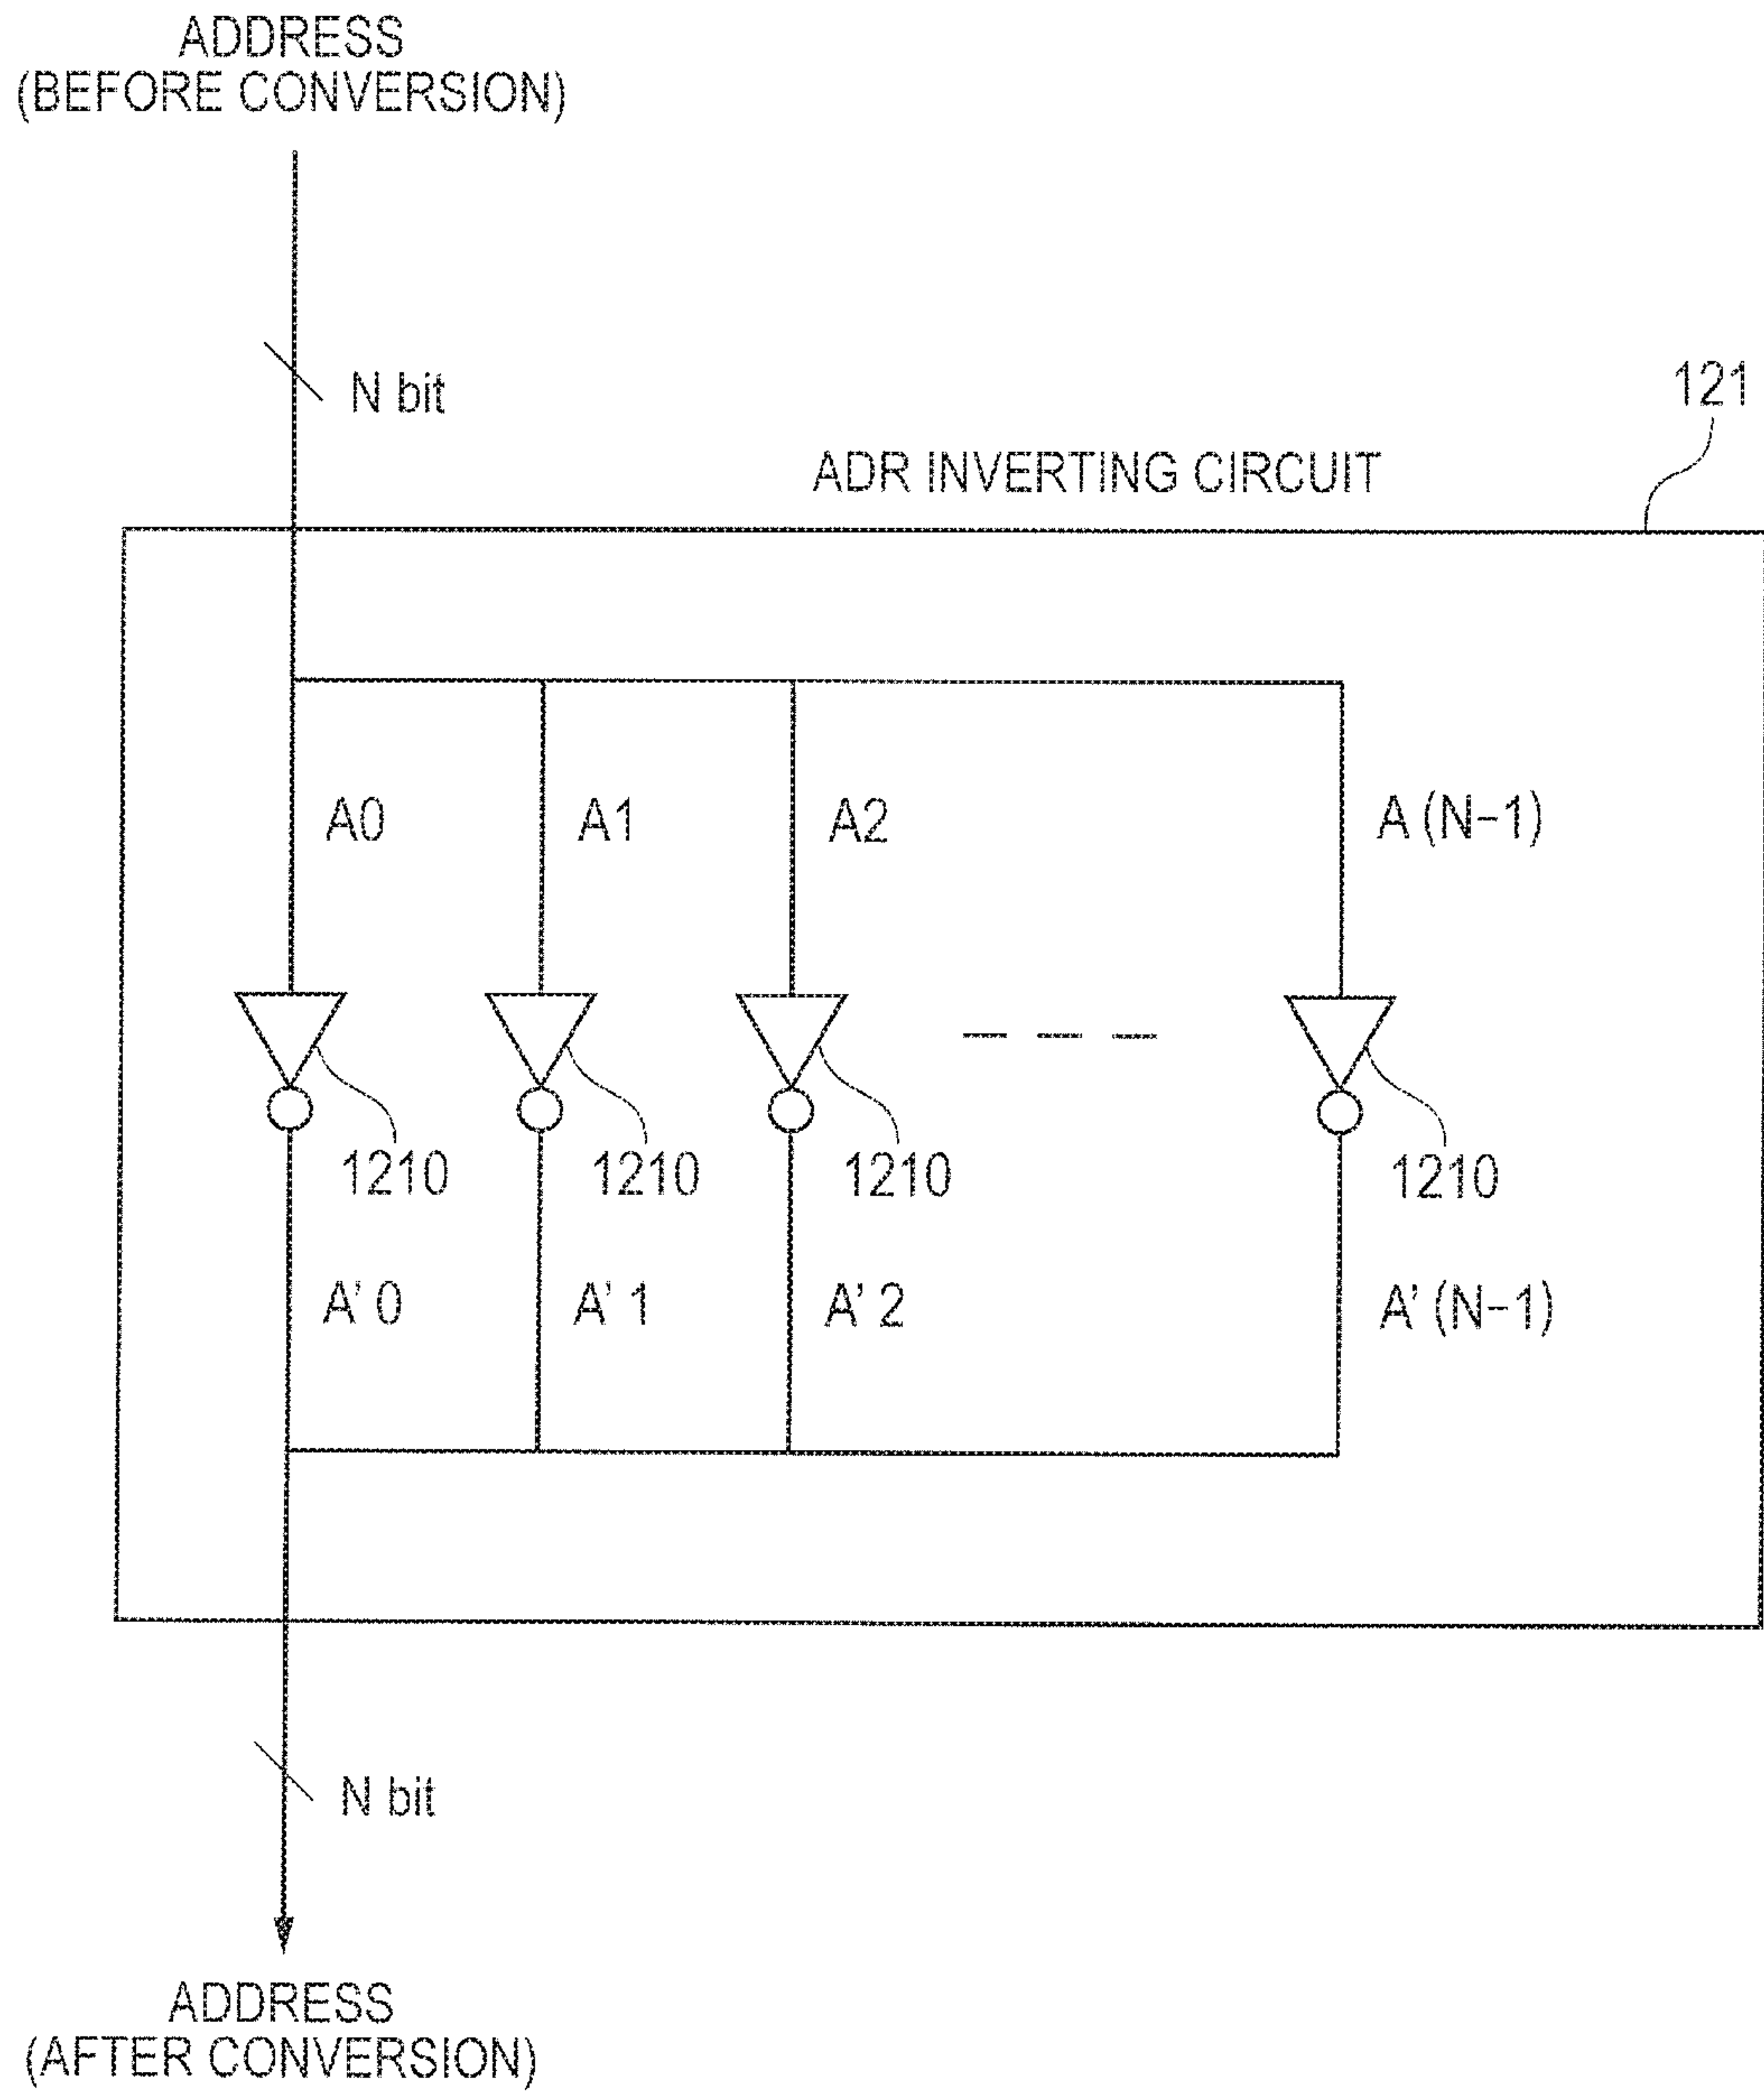 ADDRESS
(BEFORE CONVERSION)
N bit
121
ADR INVERTING CIRCUIT
A0 A1 A2 A (N-1)
1210 1210 1210 1210
A' 0 A' 1 A' 2 A' (N-1)
N bit
ADDRESS
(AFTER CONVERSION)